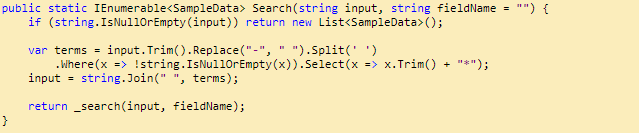 public static IEnumerable<SampleData> Search(string input, string fieldName = "") {
    if (string.IsNullOrEmpty(input)) return new List<SampleData>();

    var terms = input.Trim().Replace("-", " ").Split(' ')
        .Where(x => !string.IsNullOrEmpty(x)).Select(x => x.Trim() + "*");
    input = string.Join(" ", terms);

    return _search(input, fieldName);
}